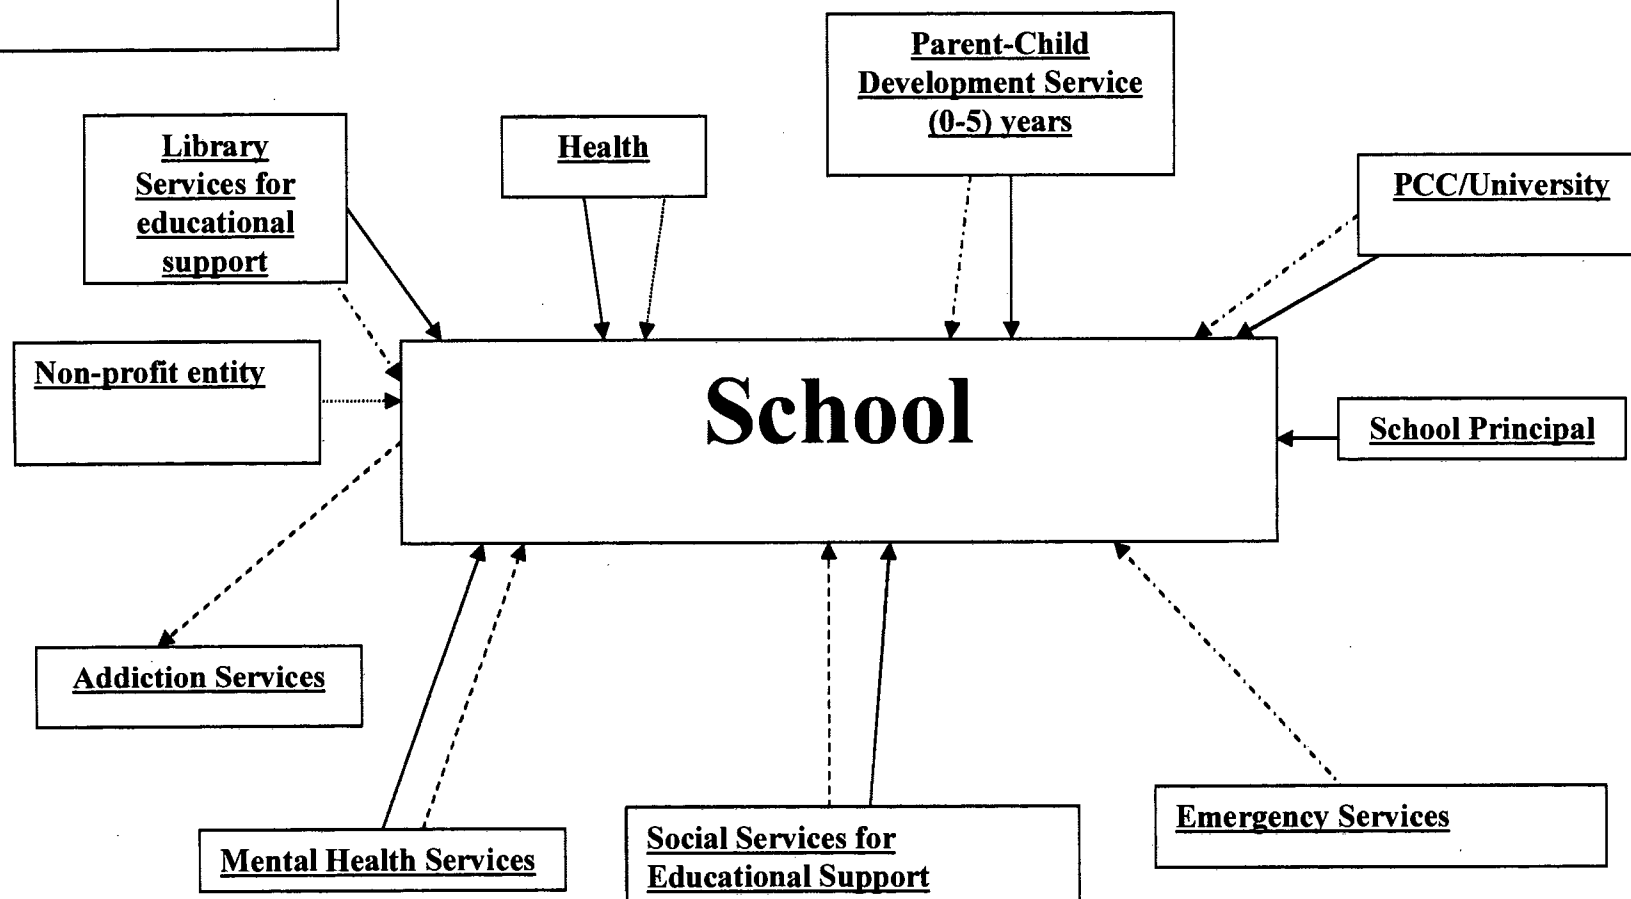 Parent-Child
Development Service
(0-5) years
Library
Services for
educational
support
Health
PCC/University
Non-profit entity
School
School Principal
Addiction Services
Mental Health Services
Social Services for
Educational Support
Emergency Services